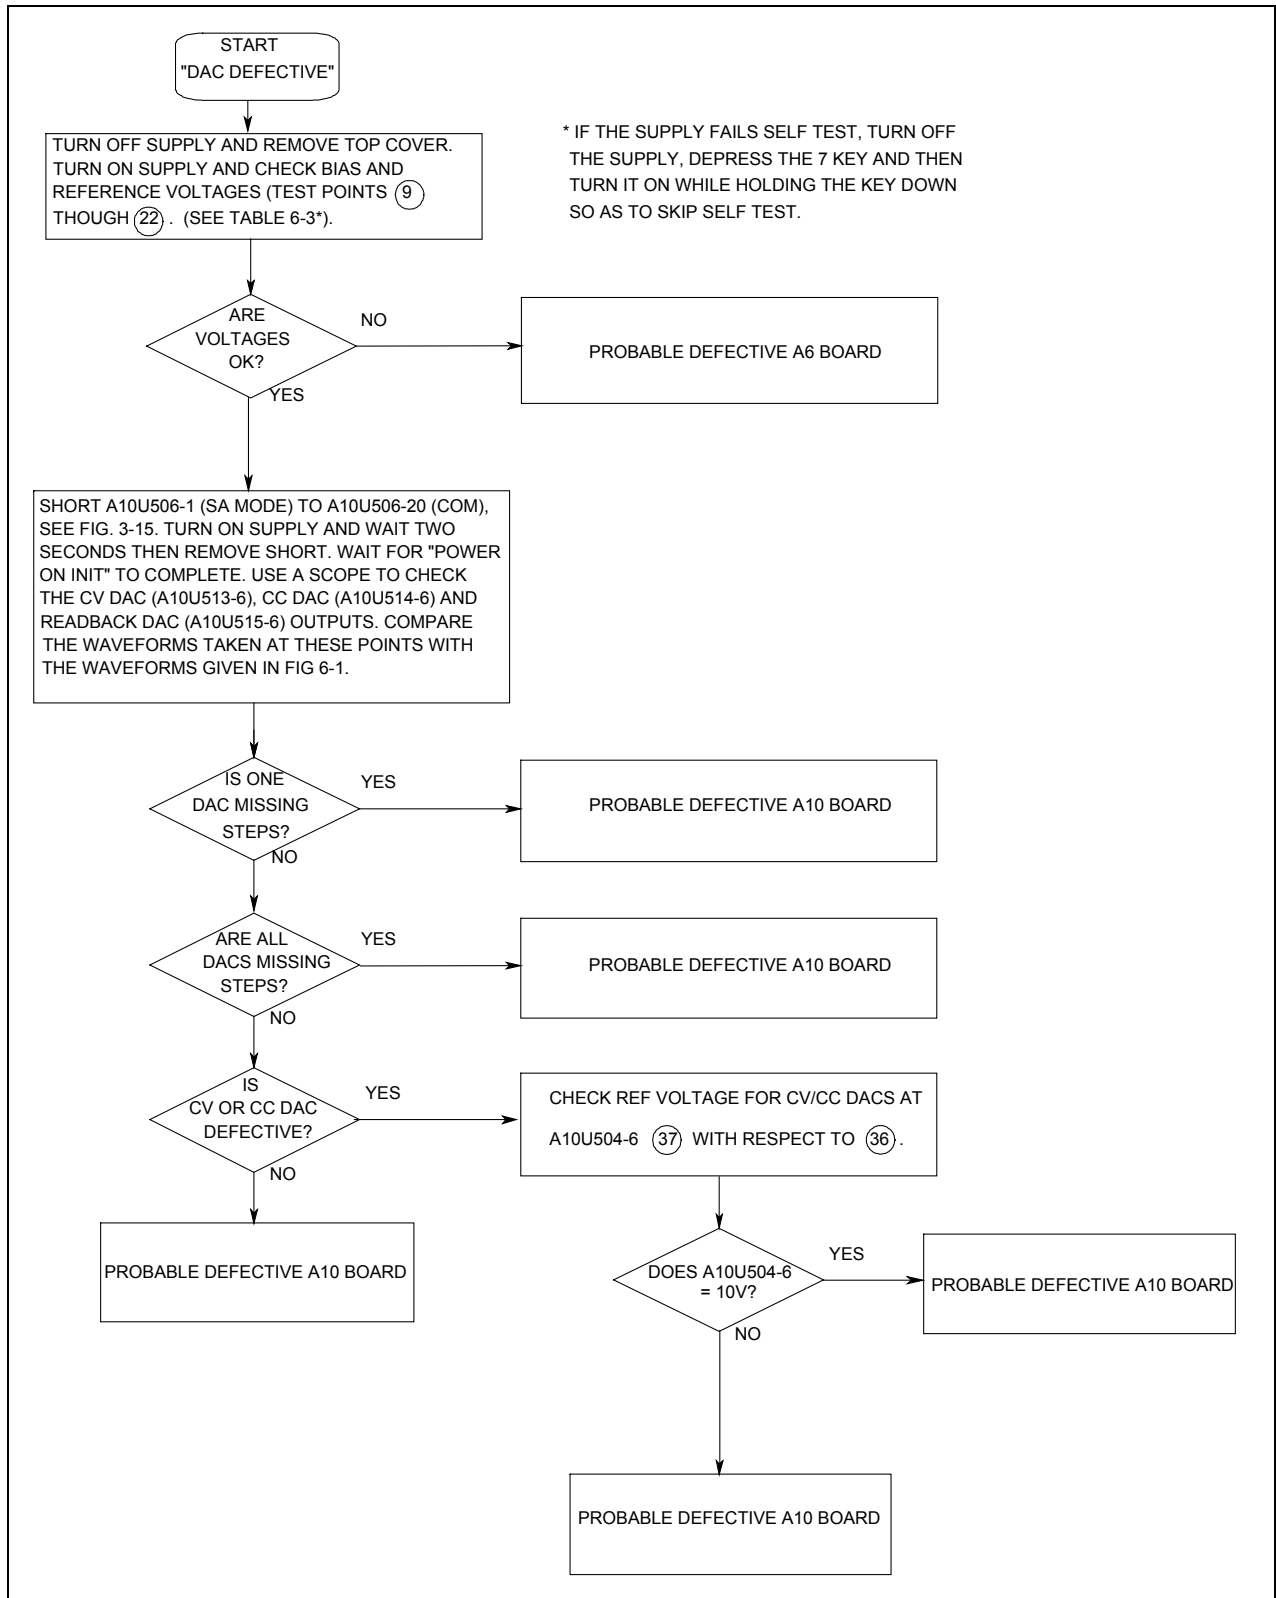 START
"DAC DEFECTIVE"
TURN OFF SUPPLY AND REMOVE TOP COVER.
TURN ON SUPPLY AND CHECK BIAS AND
REFERENCE VOLTAGES (TEST POINTS 9
THOUGH 22 . (SEE TABLE 6-3*).
* IF THE SUPPLY FAILS SELF TEST, TURN OFF
THE SUPPLY, DEPRESS THE 7 KEY AND THEN
TURN IT ON WHILE HOLDING THE KEY DOWN
SO AS TO SKIP SELF TEST.
ARE
VOLTAGES
OK?
NO
PROBABLE DEFECTIVE A6 BOARD
YES
SHORT A10U506-1 (SA MODE) TO A10U506-20 (COM),
SEE FIG. 3-15. TURN ON SUPPLY AND WAIT TWO
SECONDS THEN REMOVE SHORT. WAIT FOR "POWER
ON INIT" TO COMPLETE. USE A SCOPE TO CHECK
THE CV DAC (A10U513-6), CC DAC (A10U514-6) AND
READBACK DAC (A10U515-6) OUTPUTS. COMPARE
THE WAVEFORMS TAKEN AT THESE POINTS WITH
THE WAVEFORMS GIVEN IN FIG 6-1.
IS ONE
DAC MISSING
STEPS?
YES
PROBABLE DEFECTIVE A10 BOARD
NO
ARE ALL
DACS MISSING
STEPS?
YES
PROBABLE DEFECTIVE A10 BOARD
NO
IS
CV OR CC DAC
DEFECTIVE?
YES
CHECK REF VOLTAGE FOR CV/CC DACS AT
A10U504-6 37 WITH RESPECT TO 36 .
NO
PROBABLE DEFECTIVE A10 BOARD
DOES A10U504-6
= 10V?
YES
PROBABLE DEFECTIVE A10 BOARD
NO
PROBABLE DEFECTIVE A10 BOARD